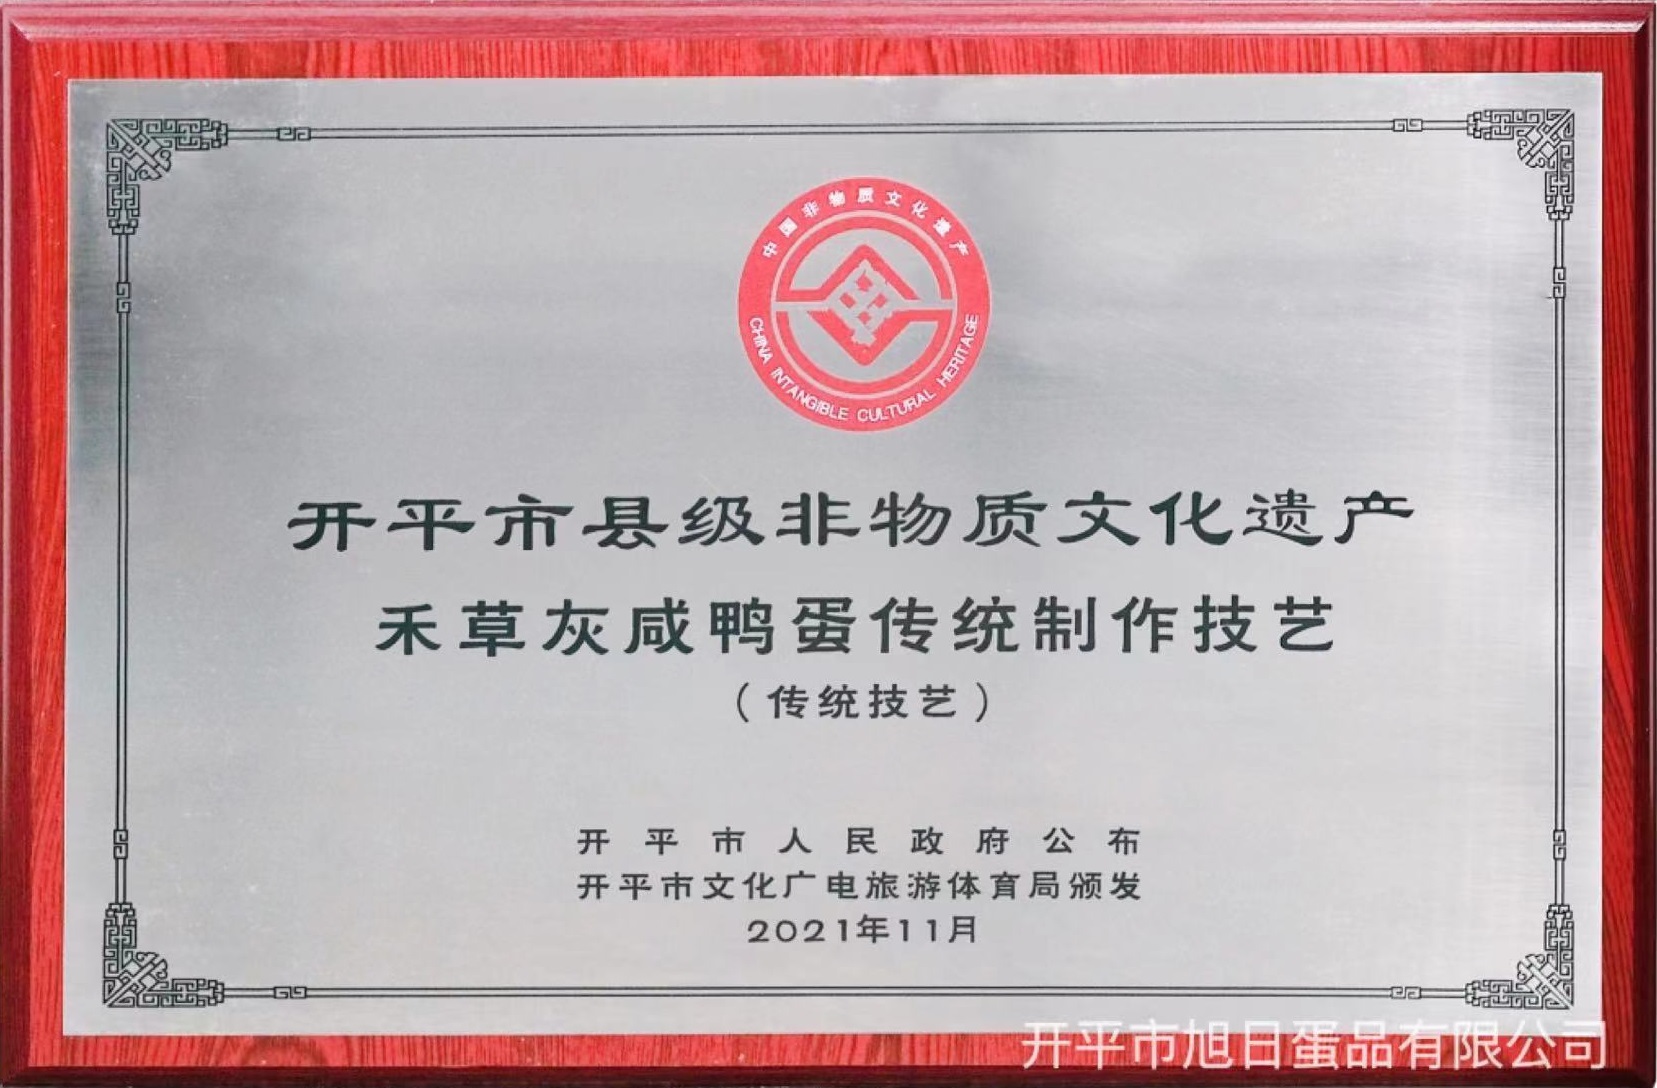 中国非物质文化遗产
CHINA INTANGIBLE CULTURAL HERITAGE
开平市县级非物质文化遗产
禾草灰咸鸭蛋传统制作技艺
（传统技艺）
开平市人民政府公布
开平市文化广电旅游体育局颁发
2021年11月
开平市旭日蛋品有限公司